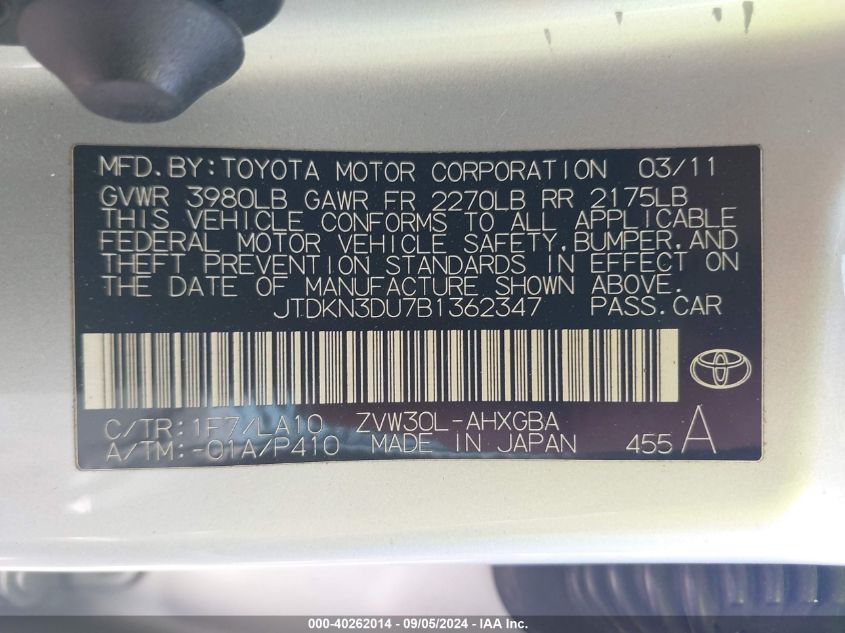 MFD.BY:TOYOTA MOTOR CORPORATION 03/11
GVWR 3980LB GAWR FR 2270LB RR 2175LB
THIS VEHICLE CONFORMS TO ALL APPLICABLE
FEDERAL MOTOR VEHICLE SAFETY,BUMPER,AND
THEFT PREVENTION STANDARDS IN EFFECT ON
THE DATE OF MANUFACTURE SHOWN ABOVE.
JTDKN3DU7B1362347 PASS.CAR
C/TR:1F7/LA10 ZVW30L-AHXGBA
A/TM:-01A/P410 MADE IN JAPAN 455 A
000-40262014 - 09/05/2024 - IAA Inc.